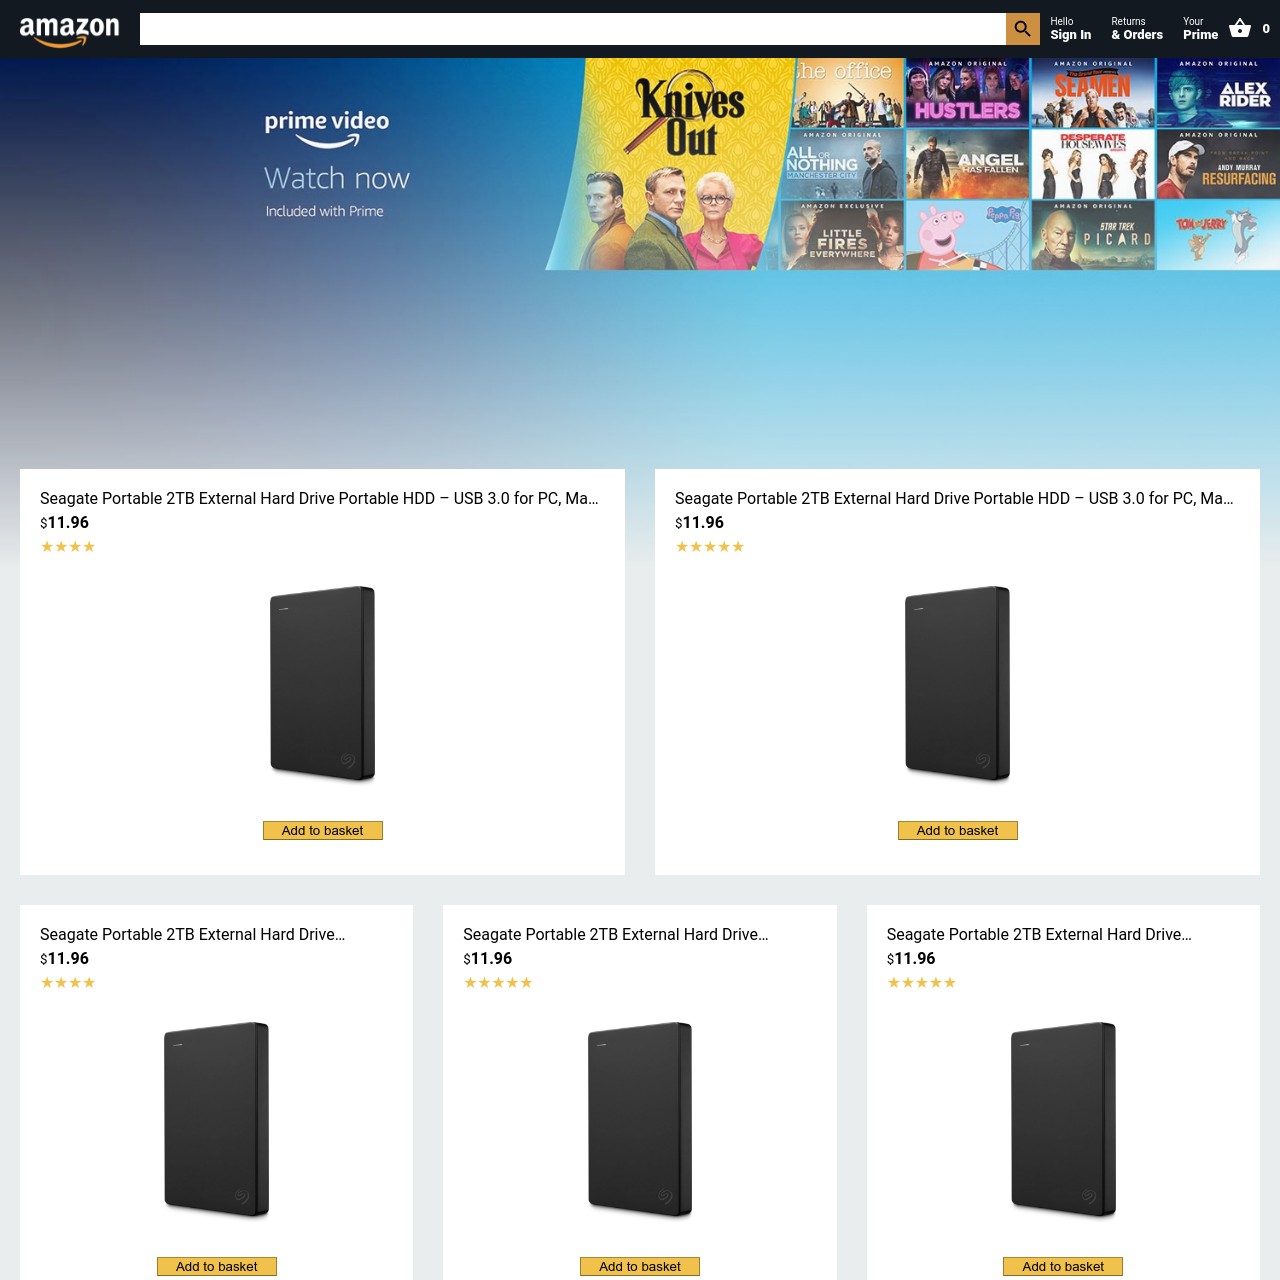 amazon
Hello
Sign In
Returns
& Orders
Your
Prime
0
prime video
Watch now
Included with Prime
Knives
Out
the office
AMAZON ORIGINAL
HUSTLERS
AMAZON ORIGINAL
SEAMEN
AMAZON ORIGINAL
ALEX
RIDER
AMAZON ORIGINAL
ALL OR
NOTHING
MANCHESTER CITY
ANGEL
HAS FALLEN
DESPERATE
HOUSEWIVES
AMAZON ORIGINAL
ANDY MURRAY
RESURFACING
AMAZON EXCLUSIVE
LITTLE
FIRES
EVERYWHERE
Peppa Pig
AMAZON ORIGINAL
STAR TREK
PICARD
TOM AND JERRY
Seagate Portable 2TB External Hard Drive Portable HDD – USB 3.0 for PC, Ma…
$11.96
★★★★
Add to basket
Seagate Portable 2TB External Hard Drive Portable HDD – USB 3.0 for PC, Ma…
$11.96
★★★★★
Add to basket
Seagate Portable 2TB External Hard Drive…
$11.96
★★★★
Add to basket
Seagate Portable 2TB External Hard Drive…
$11.96
★★★★★
Add to basket
Seagate Portable 2TB External Hard Drive…
$11.96
★★★★★
Add to basket